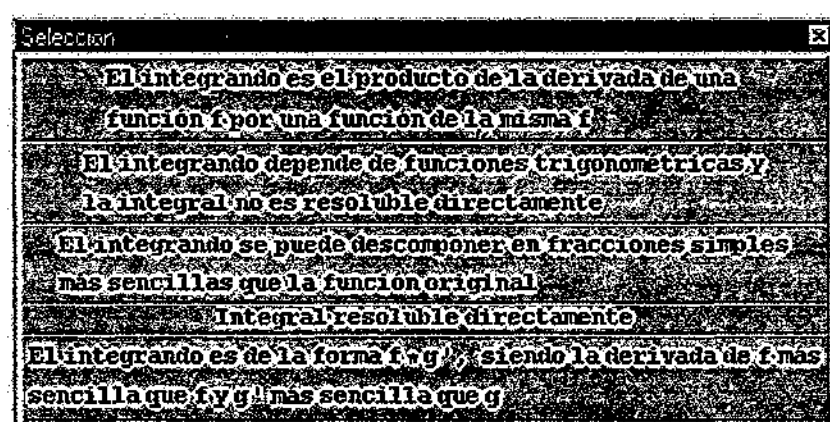 Seleccion
El integrando es el producto de la derivada de una
función f por una función de la misma f
El integrando depende de funciones trigonométricas y
la integral no es resoluble directamente
El integrando se puede descomponer en fracciones simples
más sencillas que la función original
Integral resoluble directamente
El integrando es de la forma f * g', siendo la derivada de f más
sencilla que f y g' más sencilla que g